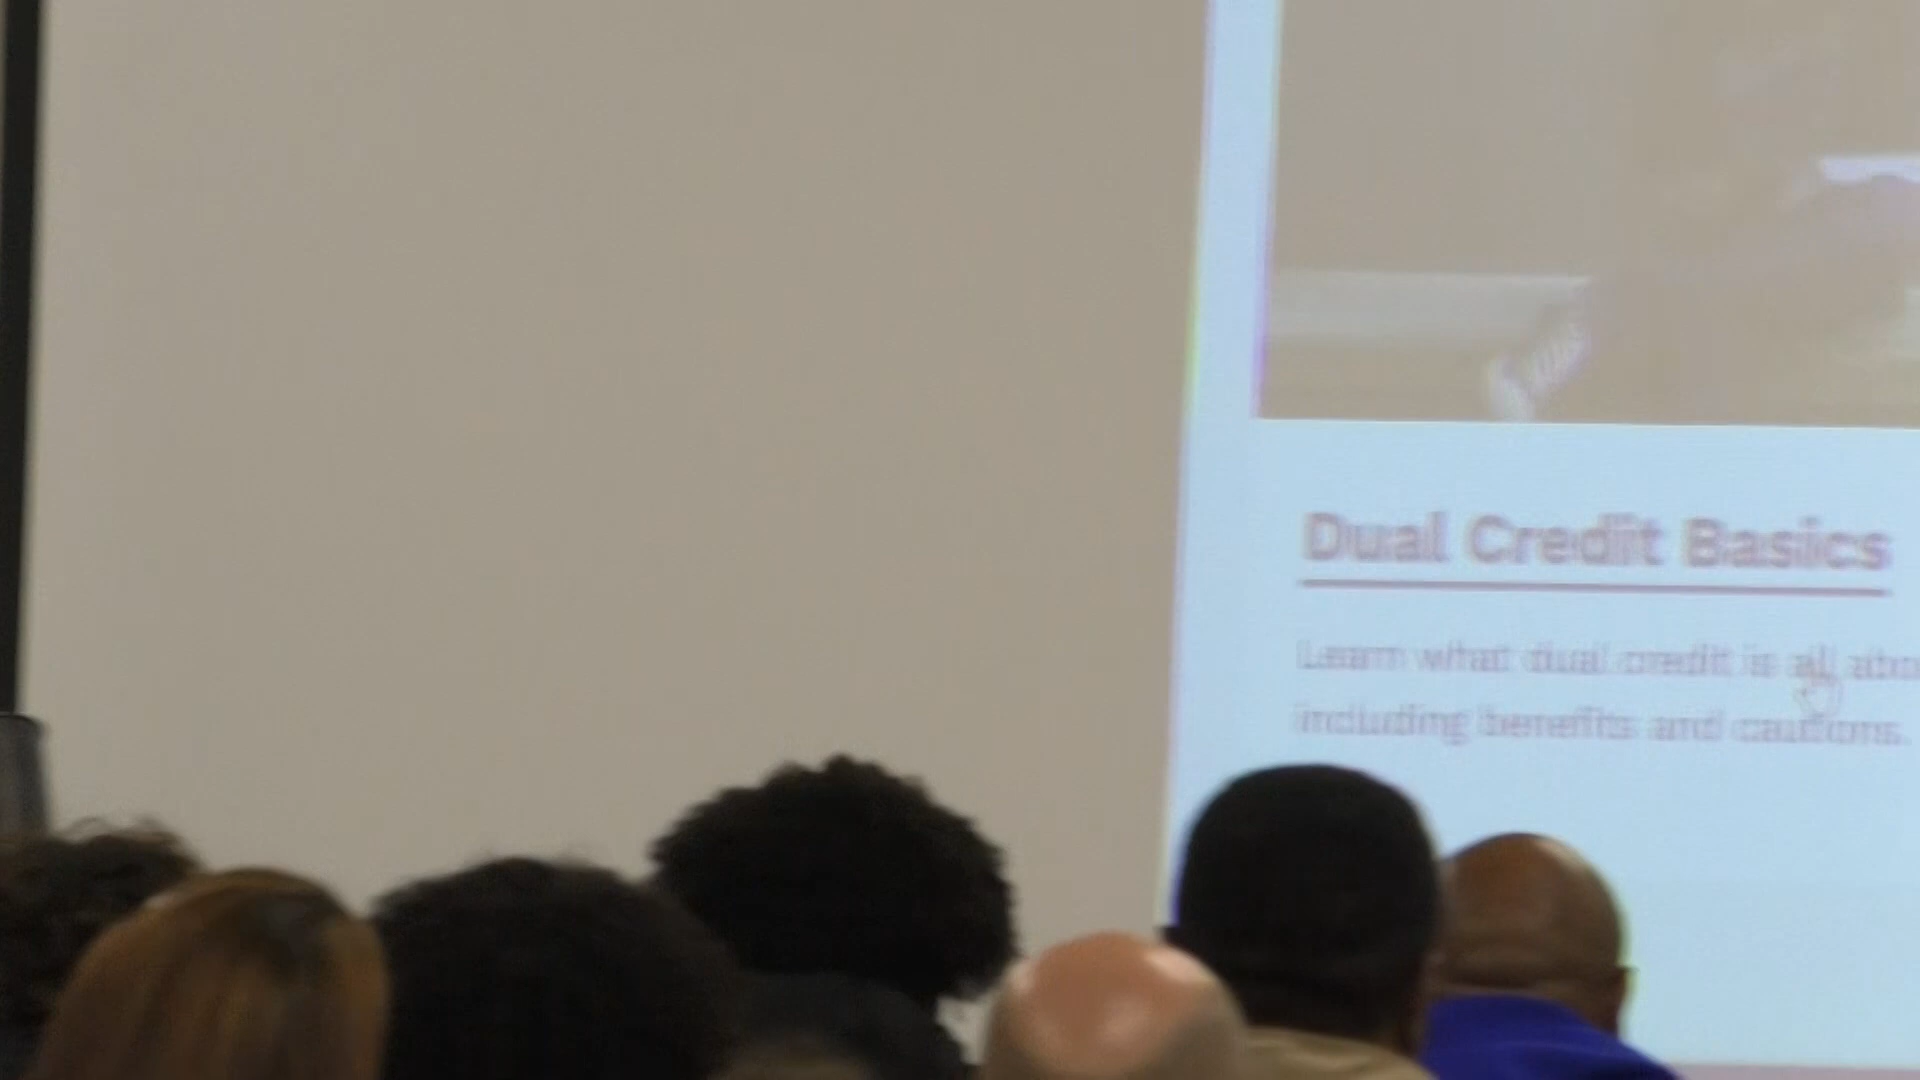 Dual Credit Basics
Learn what dual credit is all
including benefits and cautions.